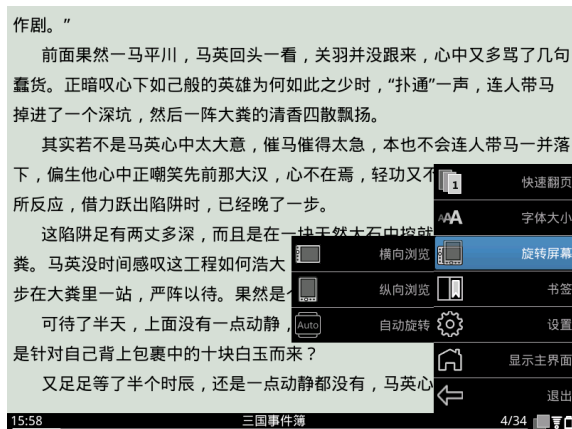 作剧。”
前面果然一马平川，马英回头一看，关羽并没跟来，心中又多骂了几句
蠢货。正暗叹心下如己般的英雄为何如此之少时，“扑通”一声，连人带马
掉进了一个深坑，然后一阵大粪的清香四散飘扬。
其实若不是马英心中太大意，催马催得太急，本也不会连人带马一并落
下，偏生他心中正嘲笑先前那大汉，心不在焉，轻功又不
所反应，借力跃出陷阱时，已经晚了一步。
这陷阱足有两丈多深，而且是在一块天然大石中挖就
粪。马英没时间感叹这工程如何浩大
步在大粪里一站，严阵以待。果然是个
可待了半天，上面没有一点动静，
是针对自己背上包裹中的十块白玉而来？
又足足等了半个时辰，还是一点动静都没有，马英心
1
快速翻页
AAA
字体大小
旋转屏幕
书签
设置
显示主界面
退出
横向浏览
纵向浏览
Auto
自动旋转
15:58
三国事件簿
4/34